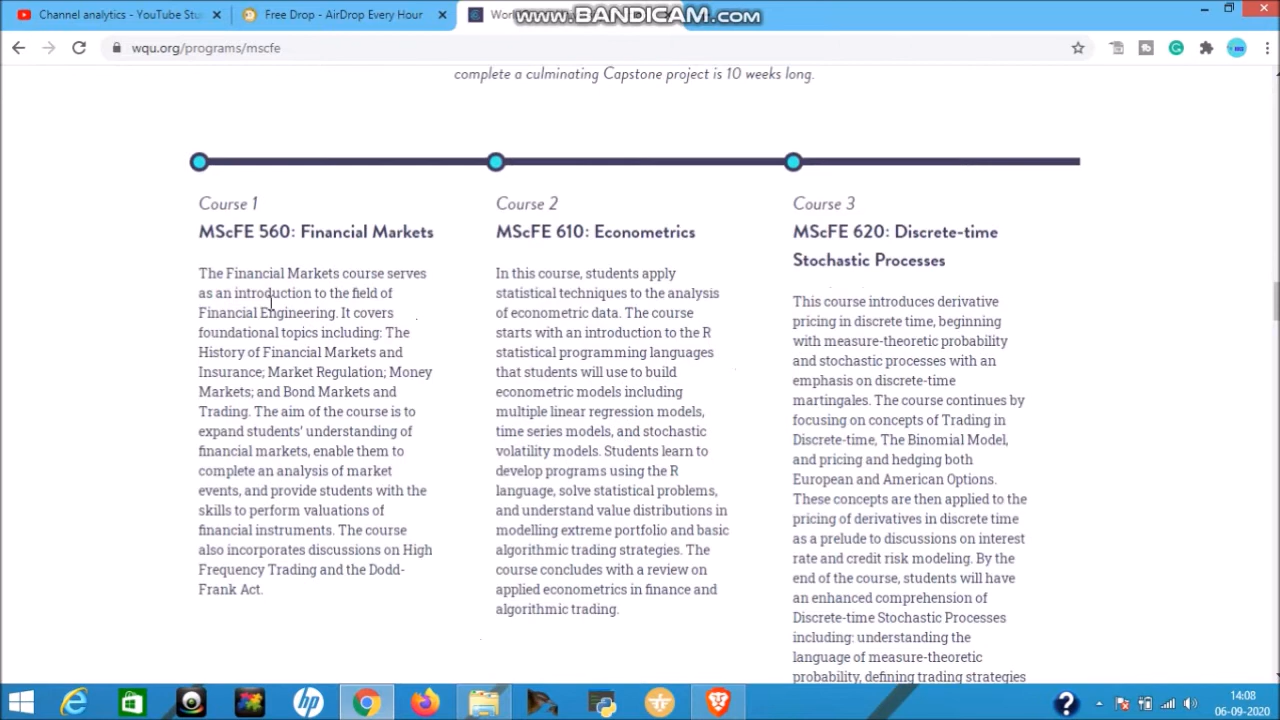 Channel analytics - YouTube Stu
Free Drop - AirDrop Every Hour
Wor
www.BANDICAM.com
wqu.org/programs/mscfe
complete a culminating Capstone project is 10 weeks long.
Course 1
MScFE 560: Financial Markets
The Financial Markets course serves
as an introduction to the field of
Financial Engineering. It covers
foundational topics including: The
History of Financial Markets and
Insurance; Market Regulation; Money
Markets; and Bond Markets and
Trading. The aim of the course is to
expand students' understanding of
financial markets, enable them to
complete an analysis of market
events, and provide students with the
skills to perform valuations of
financial instruments. The course
also incorporates discussions on High
Frequency Trading and the Dodd-
Frank Act.
Course 2
MScFE 610: Econometrics
In this course, students apply
statistical techniques to the analysis
of econometric data. The course
starts with an introduction to the R
statistical programming languages
that students will use to build
econometric models including
multiple linear regression models,
time series models, and stochastic
volatility models. Students learn to
develop programs using the R
language, solve statistical problems,
and understand value distributions in
modelling extreme portfolio and basic
algorithmic trading strategies. The
course concludes with a review on
applied econometrics in finance and
algorithmic trading.
Course 3
MScFE 620: Discrete-time
Stochastic Processes
This course introduces derivative
pricing in discrete time, beginning
with measure-theoretic probability
and stochastic processes with an
emphasis on discrete-time
martingales. The course continues by
focusing on concepts of Trading in
Discrete-time, The Binomial Model,
and pricing and hedging both
European and American Options.
These concepts are then applied to the
pricing of derivatives in discrete time
as a prelude to discussions on interest
rate and credit risk modeling. By the
end of the course, students will have
an enhanced comprehension of
Discrete-time Stochastic Processes
including: understanding the
language of measure-theoretic
probability, defining trading strategies
14:08
06-09-2020